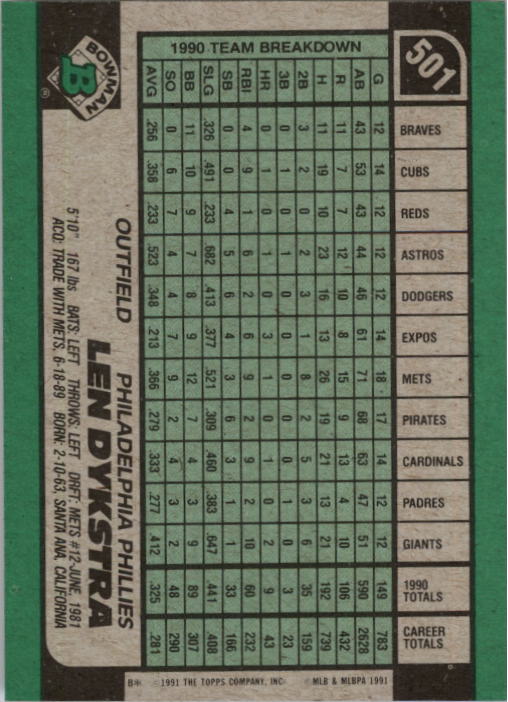 501
1990 TEAM BREAKDOWN
BOWMAN
B
®
G AB R H 2B 3B HR RBI SB SLG BB SO AVG
BRAVES 12 43 11 11 3 0 0 4 0 .326 11 0 .256
CUBS 14 53 7 19 2 1 1 9 0 .491 10 6 .358
REDS 12 43 7 10 0 0 0 1 4 .233 9 7 .233
ASTROS 12 44 12 23 2 1 1 6 5 .682 7 4 .523
DODGERS 12 46 10 16 3 0 0 2 6 .413 8 4 .348
EXPOS 14 61 8 13 1 0 3 6 4 .377 9 7 .213
METS 18 71 15 26 8 0 1 9 3 .521 12 9 .366
PIRATES 17 68 9 19 2 0 0 2 6 .309 7 2 .279
CARDINALS 14 63 13 21 5 0 1 9 3 .460 4 4 .333
PADRES 12 47 4 13 3 1 0 2 1 .383 3 3 .277
GIANTS 12 51 10 21 6 0 2 10 1 .647 9 2 .412
1990 TOTALS 149 590 106 192 35 3 9 60 33 .441 89 48 .325
CAREER TOTALS 783 2628 432 739 159 23 43 232 166 .408 307 290 .281
OUTFIELD PHILADELPHIA PHILLIES
LEN DYKSTRA
5'10" 167 lbs BATS: LEFT THROWS: LEFT DRFT: METS #12-JUNE, 1981
ACQ: TRADE WITH METS, 6-18-89 BORN: 2-10-63, SANTA ANA, CALIFORNIA
B* ©1991 THE TOPPS COMPANY, INC. MLB & MLBPA 1991